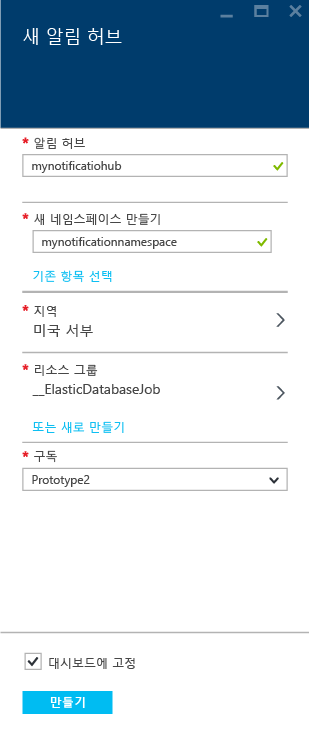 새 알림 허브
* 알림 허브
mynotificatiohub
* 새 네임스페이스 만들기
mynotificationnamespace
기존 항목 선택
* 지역
미국 서부
* 리소스 그룹
__ElasticDatabaseJob
또는 새로 만들기
* 구독
Prototype2
대시보드에 고정
만들기